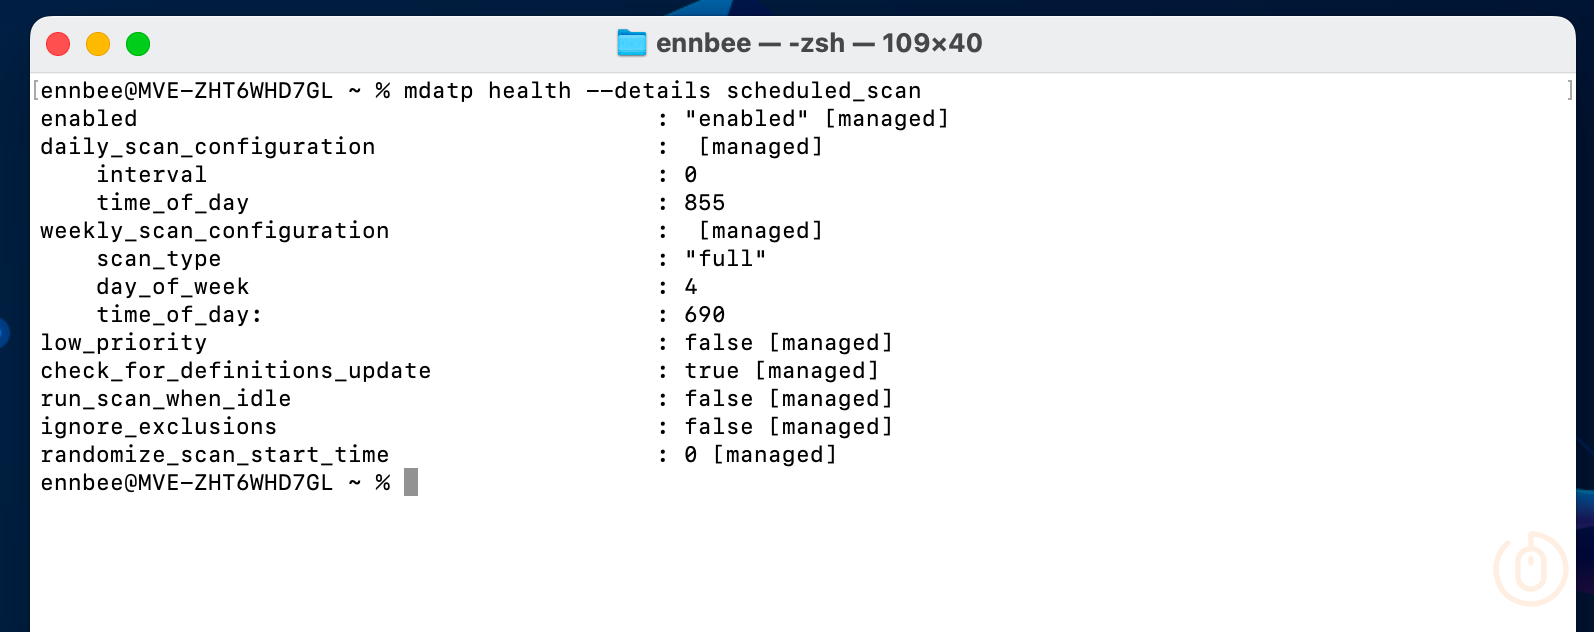 ennbee — -zsh — 109×40
[ennbee@MVE-ZHT6WHD7GL ~ % mdatp health --details scheduled_scan ]
enabled : "enabled" [managed]
daily_scan_configuration : [managed]
interval : 0
time_of_day : 855
weekly_scan_configuration : [managed]
scan_type : "full"
day_of_week : 4
time_of_day: : 690
low_priority : false [managed]
check_for_definitions_update : true [managed]
run_scan_when_idle : false [managed]
ignore_exclusions : false [managed]
randomize_scan_start_time : 0 [managed]
ennbee@MVE-ZHT6WHD7GL ~ %